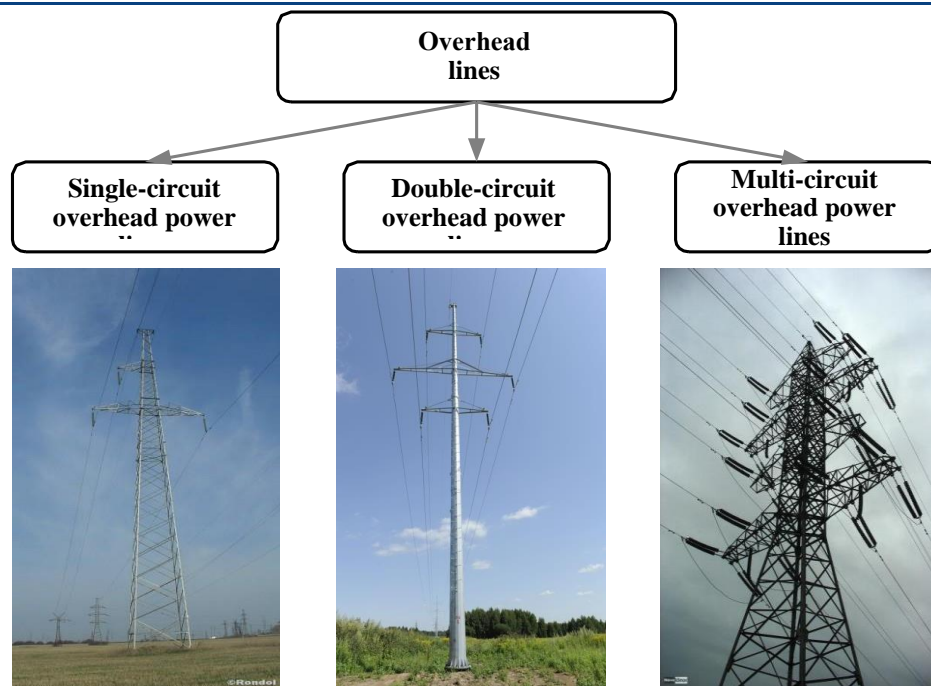 Overhead
lines
Single-circuit
overhead power
Double-circuit
overhead power
Multi-circuit
overhead power
lines
©Rondol